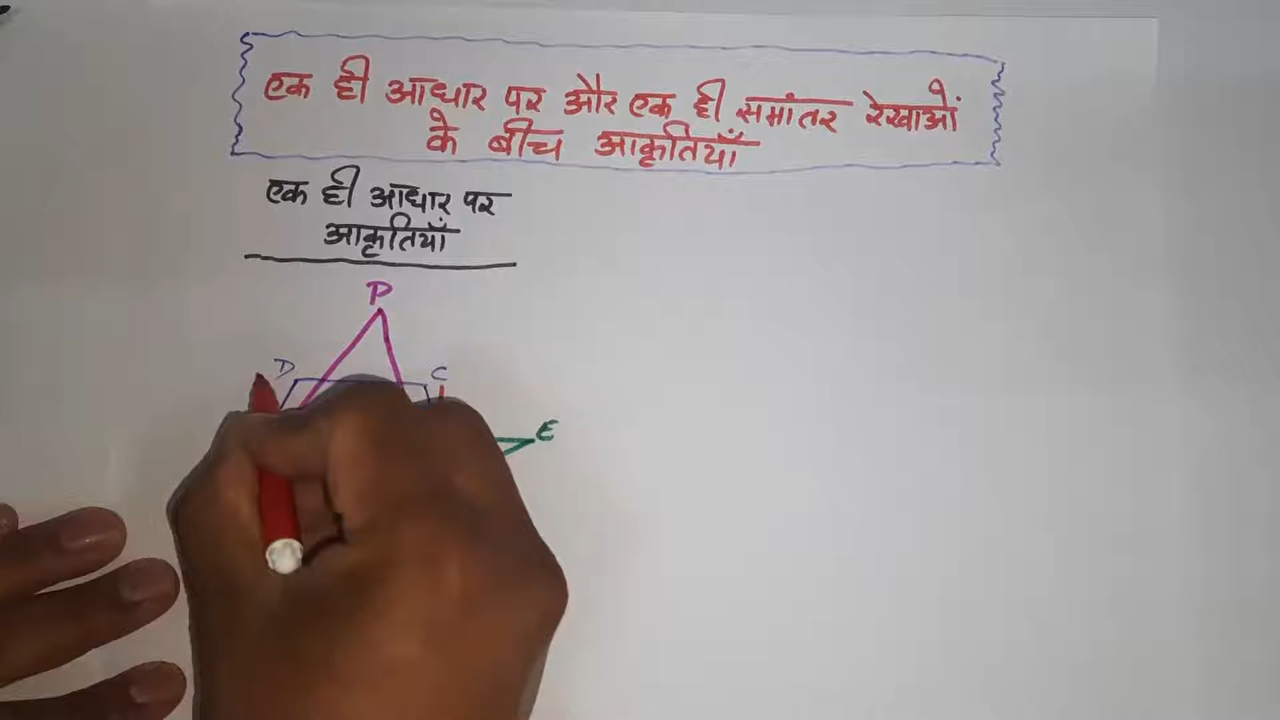 एक ही आधार पर और एक ही समांतर रेखाओं
के बीच आकृतियाँ
एक ही आधार पर
आकृतियाँ
P
D C
E